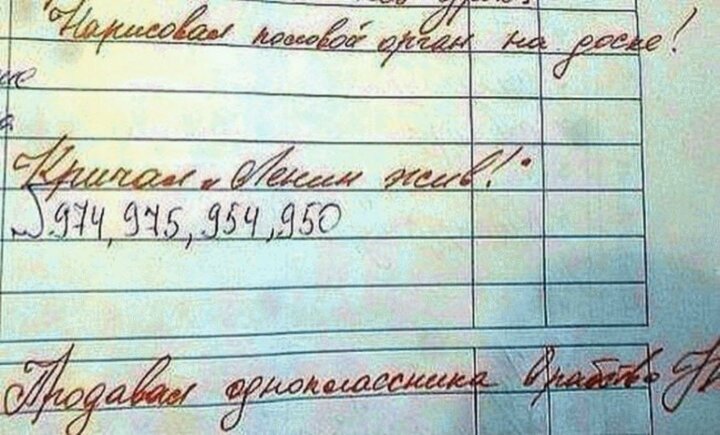 Нарисовал половой орган на доске!
Кричал "Ленин жив!"
974, 975, 954, 950
Продавал одноклассника в рабство